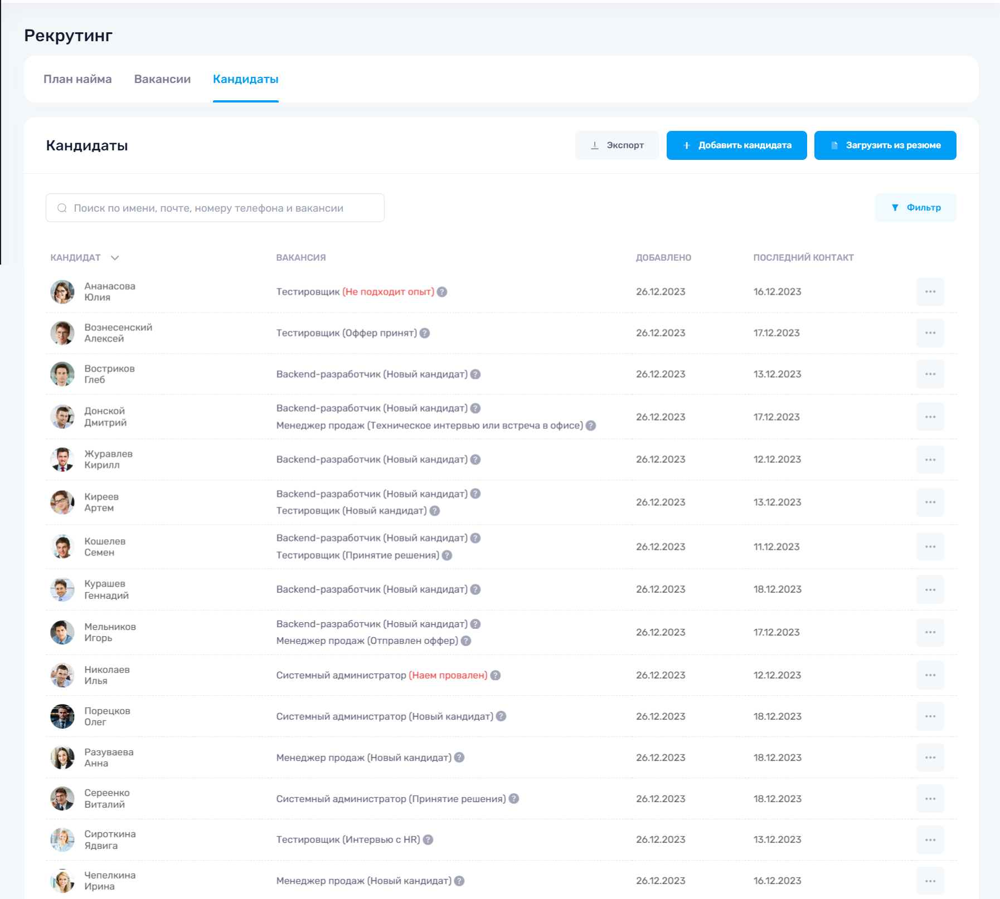 Рекрутинг
План найма
Вакансии
Кандидаты
Кандидаты
Экспорт
Добавить кандидата
Загрузить из резюме
Поиск по имени, почте, номеру телефона и вакансии
Фильтр
КАНДИДАТ
ВАКАНСИЯ
ДОБАВЛЕНО
ПОСЛЕДНИЙ КОНТАКТ
Ананасова
Юлия
Тестировщик (Не подходит опыт) ?
26.12.2023
16.12.2023
Вознесенский
Алексей
Тестировщик (Оффер принят) ?
26.12.2023
17.12.2023
Востриков
Глеб
Backend-разработчик (Новый кандидат) ?
26.12.2023
13.12.2023
Донской
Дмитрий
Backend-разработчик (Новый кандидат) ?
Менеджер продаж (Техническое интервью или встреча в офисе) ?
26.12.2023
17.12.2023
Журавлев
Кирилл
Backend-разработчик (Новый кандидат) ?
26.12.2023
12.12.2023
Киреев
Артем
Backend-разработчик (Новый кандидат) ?
Тестировщик (Новый кандидат) ?
26.12.2023
13.12.2023
Кошелев
Семен
Backend-разработчик (Новый кандидат) ?
Тестировщик (Принятие решения) ?
26.12.2023
11.12.2023
Курашев
Геннадий
Backend-разработчик (Новый кандидат) ?
26.12.2023
18.12.2023
Мельников
Игорь
Backend-разработчик (Новый кандидат) ?
Менеджер продаж (Отправлен оффер) ?
26.12.2023
17.12.2023
Николаев
Илья
Системный администратор (Наем провален) ?
26.12.2023
12.12.2023
Порецков
Олег
Системный администратор (Новый кандидат) ?
26.12.2023
18.12.2023
Разуваева
Анна
Менеджер продаж (Новый кандидат) ?
26.12.2023
18.12.2023
Сереенко
Виталий
Системный администратор (Принятие решения) ?
26.12.2023
18.12.2023
Сироткина
Ядвига
Тестировщик (Интервью с HR) ?
26.12.2023
13.12.2023
Чепелкина
Ирина
Менеджер продаж (Новый кандидат) ?
26.12.2023
16.12.2023